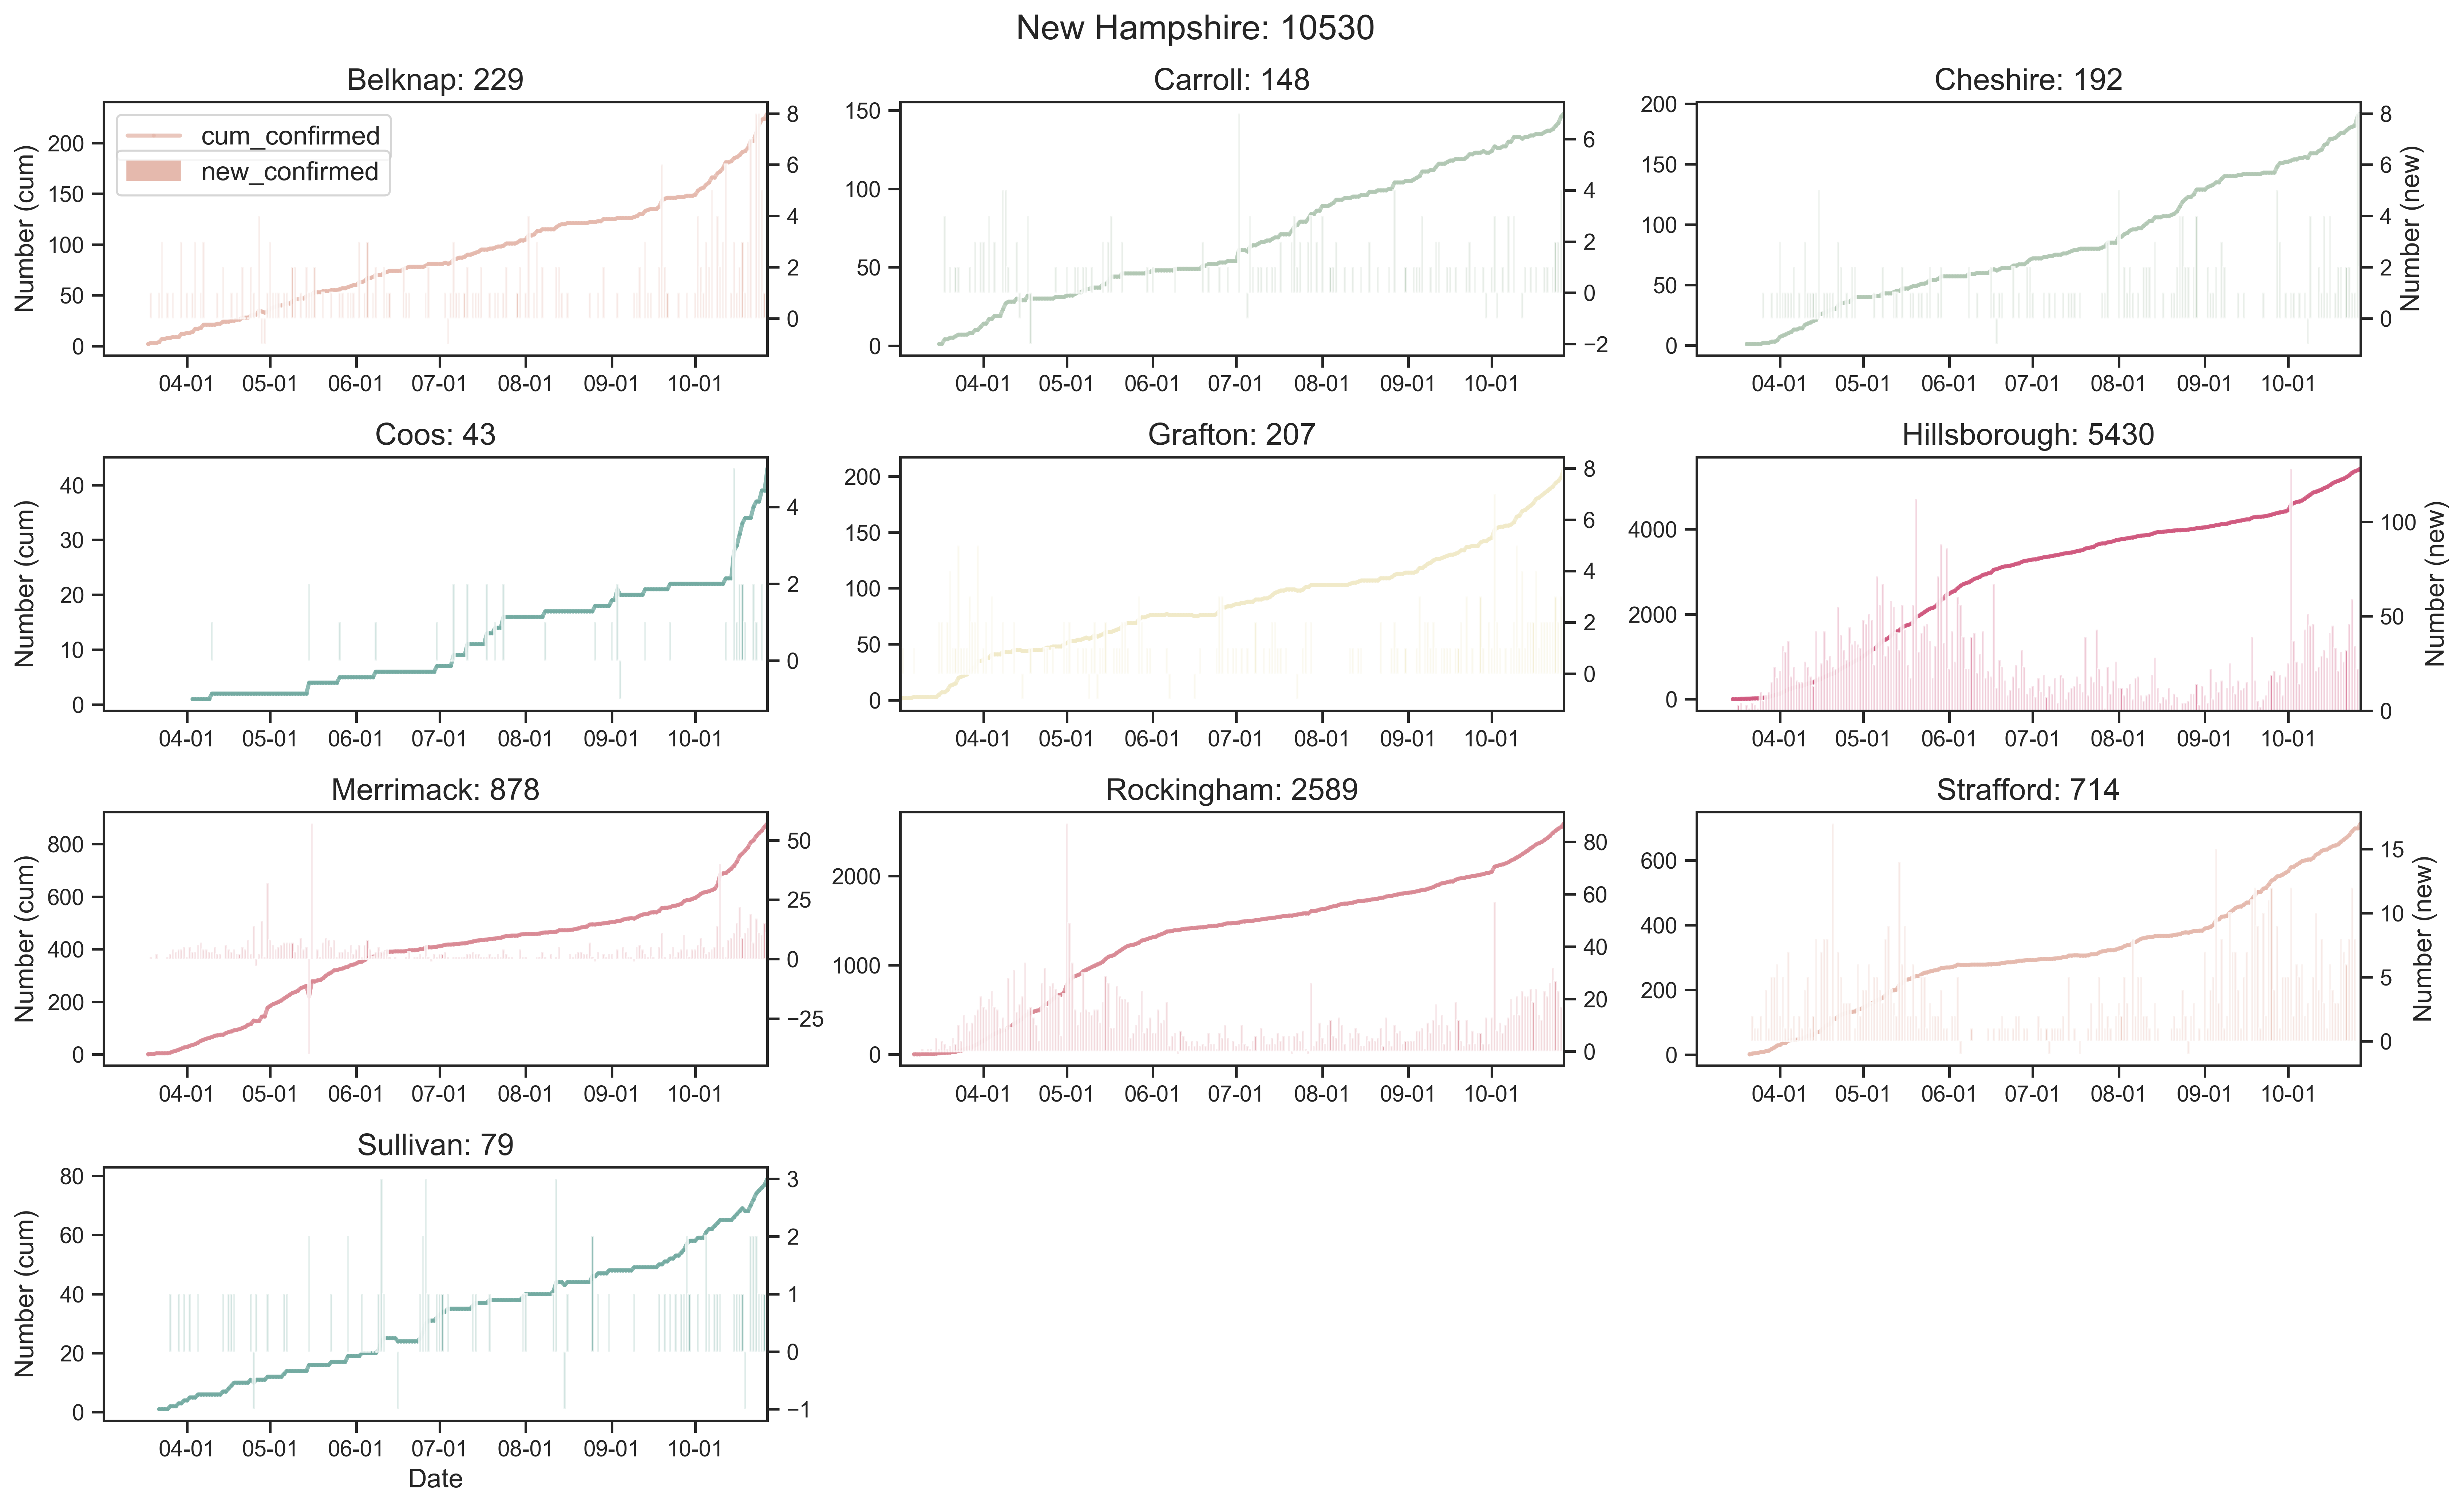 New Hampshire: 10530
Belknap: 229
Number (cum)
200
150
100
50
0
8
6
4
2
0
cum_confirmed
new_confirmed
04-01 05-01 06-01 07-01 08-01 09-01 10-01
Carroll: 148
150
100
50
0
6
4
2
0
−2
04-01 05-01 06-01 07-01 08-01 09-01 10-01
Cheshire: 192
200
150
100
50
0
8
6
4
2
0
Number (new)
04-01 05-01 06-01 07-01 08-01 09-01 10-01
Coos: 43
Number (cum)
40
30
20
10
0
4
2
0
04-01 05-01 06-01 07-01 08-01 09-01 10-01
Grafton: 207
200
150
100
50
0
8
6
4
2
0
04-01 05-01 06-01 07-01 08-01 09-01 10-01
Hillsborough: 5430
4000
2000
0
100
50
0
Number (new)
04-01 05-01 06-01 07-01 08-01 09-01 10-01
Merrimack: 878
Number (cum)
800
600
400
200
0
50
25
0
−25
04-01 05-01 06-01 07-01 08-01 09-01 10-01
Rockingham: 2589
2000
1000
0
80
60
40
20
0
04-01 05-01 06-01 07-01 08-01 09-01 10-01
Strafford: 714
600
400
200
0
15
10
5
0
Number (new)
04-01 05-01 06-01 07-01 08-01 09-01 10-01
Sullivan: 79
Number (cum)
80
60
40
20
0
3
2
1
0
−1
04-01 05-01 06-01 07-01 08-01 09-01 10-01
Date